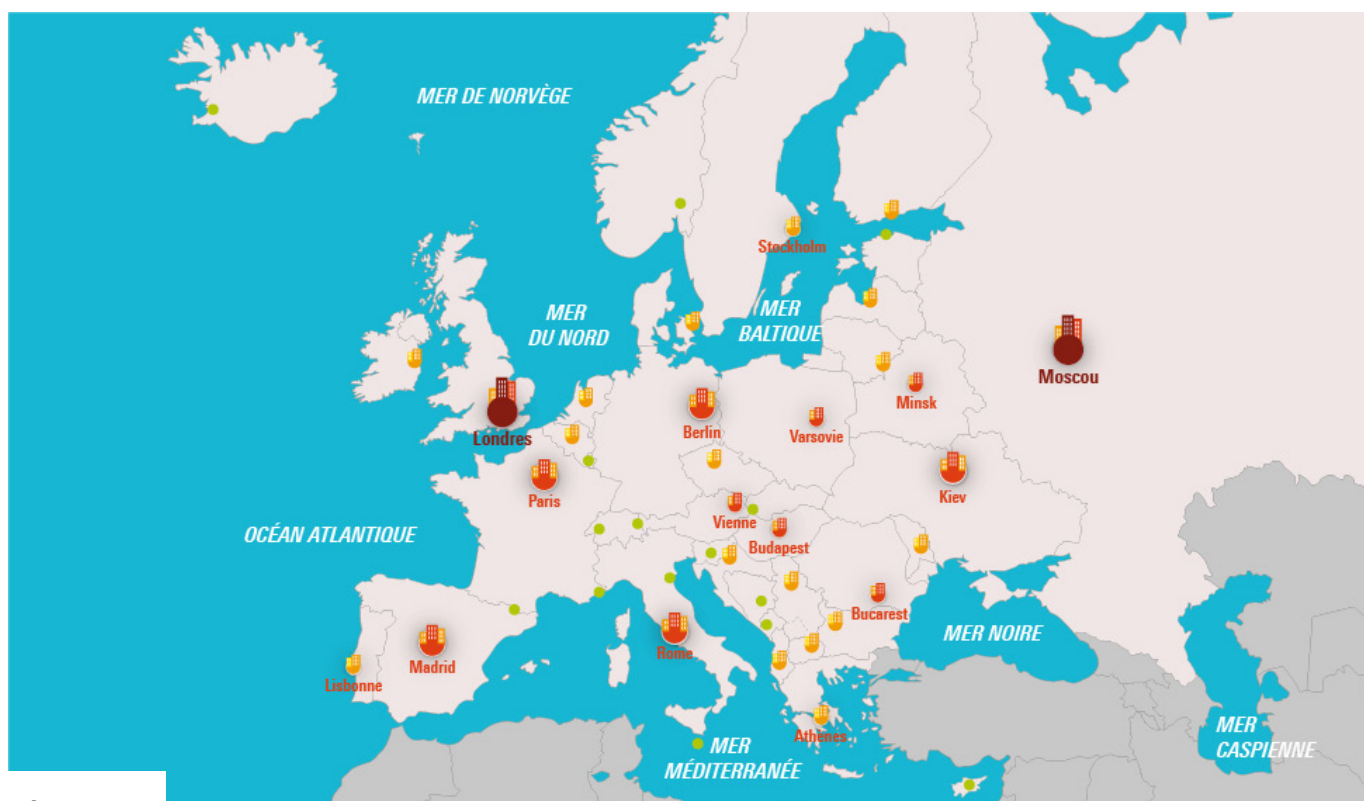 MER DE NORVÈGE
Stockholm
MER
DU NORD
MER
BALTIQUE
Moscou
Minsk
Londres
Berlin
Varsovie
Paris
Kiev
Vienne
OCÉAN ATLANTIQUE
Budapest
Bucarest
MER NOIRE
Madrid
Rome
Lisbonne
Athènes
MER
CASPIENNE
MER
MÉDITERRANÉE